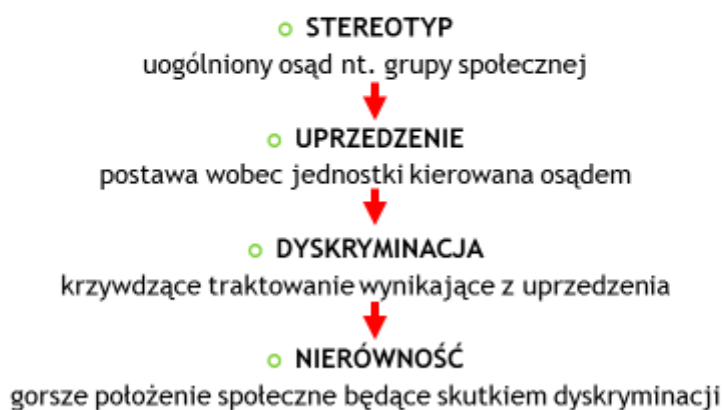 STEREOTYP
uogólniony osąd nt. grupy społecznej
UPRZEDZENIE
postawa wobec jednostki kierowana osądem
DYSKRYMINACJA
krzywdzące traktowanie wynikające z uprzedzenia
NIERÓWNOŚĆ
gorsze położenie społeczne będące skutkiem dyskryminacji